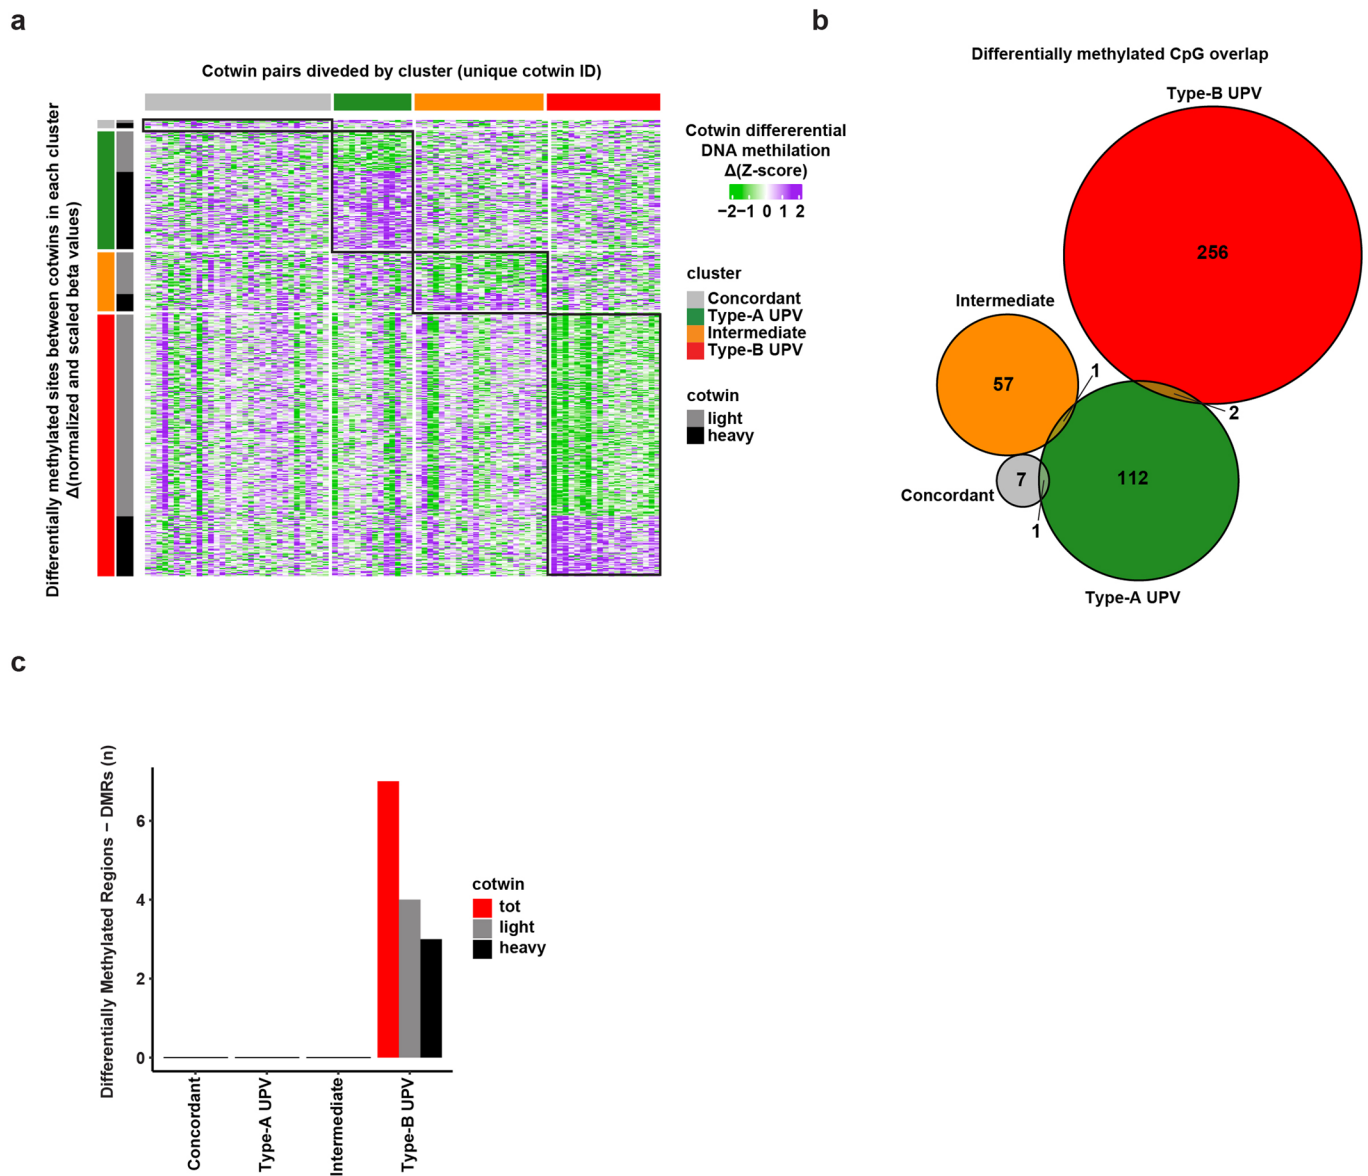 a
Cotwin pairs diveded by cluster (unique cotwin ID)
Differentially methylated sites between cotwins in each cluster
Δ(normalized and scaled beta values)
Cotwin differerential
DNA methilation
Δ(Z-score)
−2−1 0 1 2
cluster
Concordant
Type-A UPV
Intermediate
Type-B UPV
cotwin
light
heavy
b
Differentially methylated CpG overlap
Type-B UPV
256
Intermediate
57
1
2
7
112
Concordant
1
Type-A UPV
c
Differentially Methylated Regions − DMRs (n)
6
4
2
0
Concordant
Type-A UPV
Intermediate
Type-B UPV
cotwin
tot
light
heavy